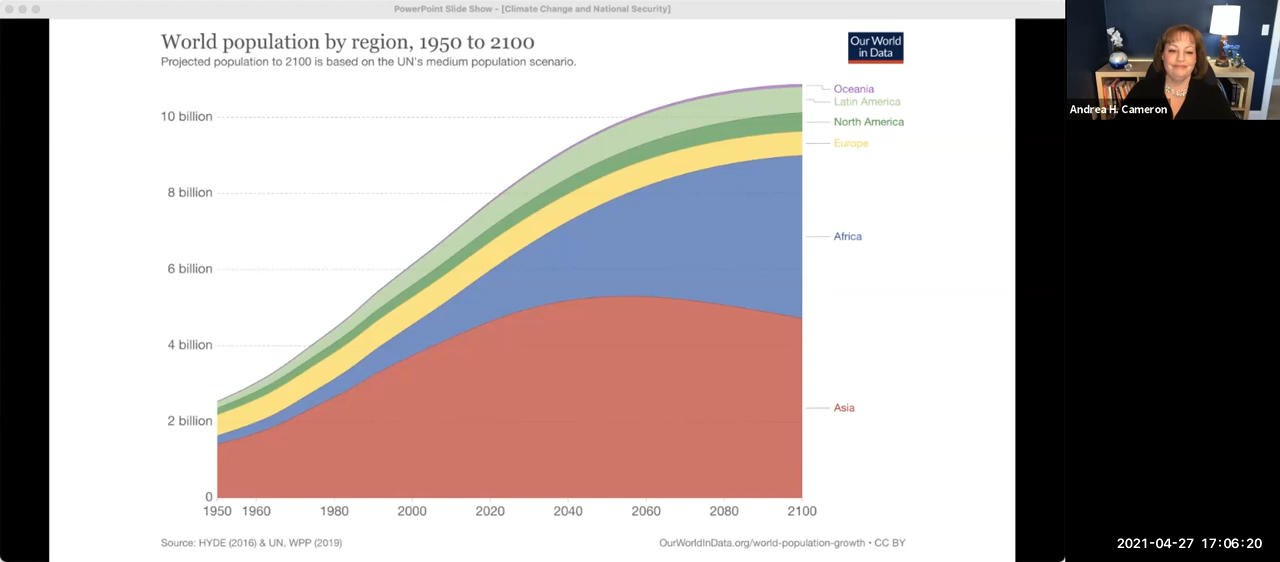 PowerPoint Slide Show - [Climate Change and National Security]
World population by region, 1950 to 2100
Projected population to 2100 is based on the UN's medium population scenario.
Our World
in Data
Andrea H. Cameron
Oceania
Latin America
North America
Europe
Africa
Asia
10 billion
8 billion
6 billion
4 billion
2 billion
0
1950 1960 1980 2000 2020 2040 2060 2080 2100
Source: HYDE (2016) & UN, WPP (2019)
OurWorldInData.org/world-population-growth • CC BY
2021-04-27 17:06:20